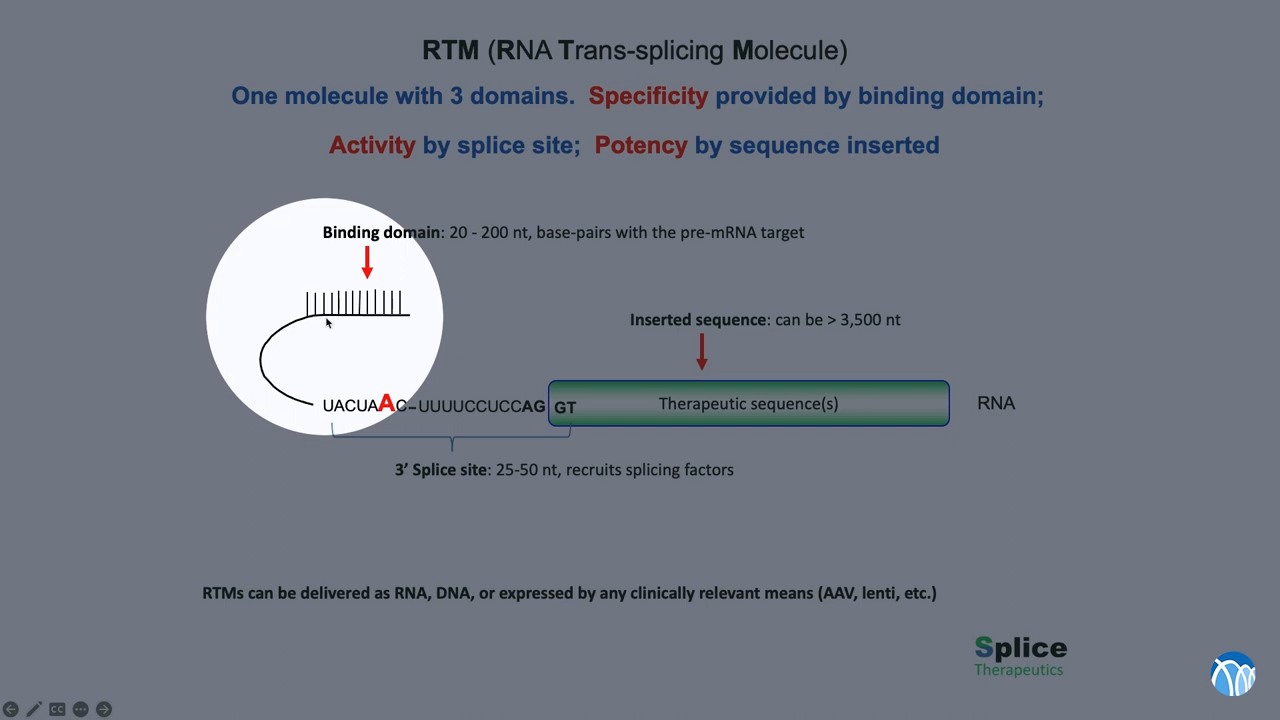 RTM (RNA Trans-splicing Molecule)
One molecule with 3 domains. Specificity provided by binding domain;
Activity by splice site; Potency by sequence inserted
Binding domain: 20 - 200 nt, base-pairs with the pre-mRNA target
Inserted sequence: can be > 3,500 nt
UACUAAC-UUUUCCUCCAG GT Therapeutic sequence(s) RNA
3’ Splice site: 25-50 nt, recruits splicing factors
RTMs can be delivered as RNA, DNA, or expressed by any clinically relevant means (AAV, lenti, etc.)
Splice
Therapeutics
CC